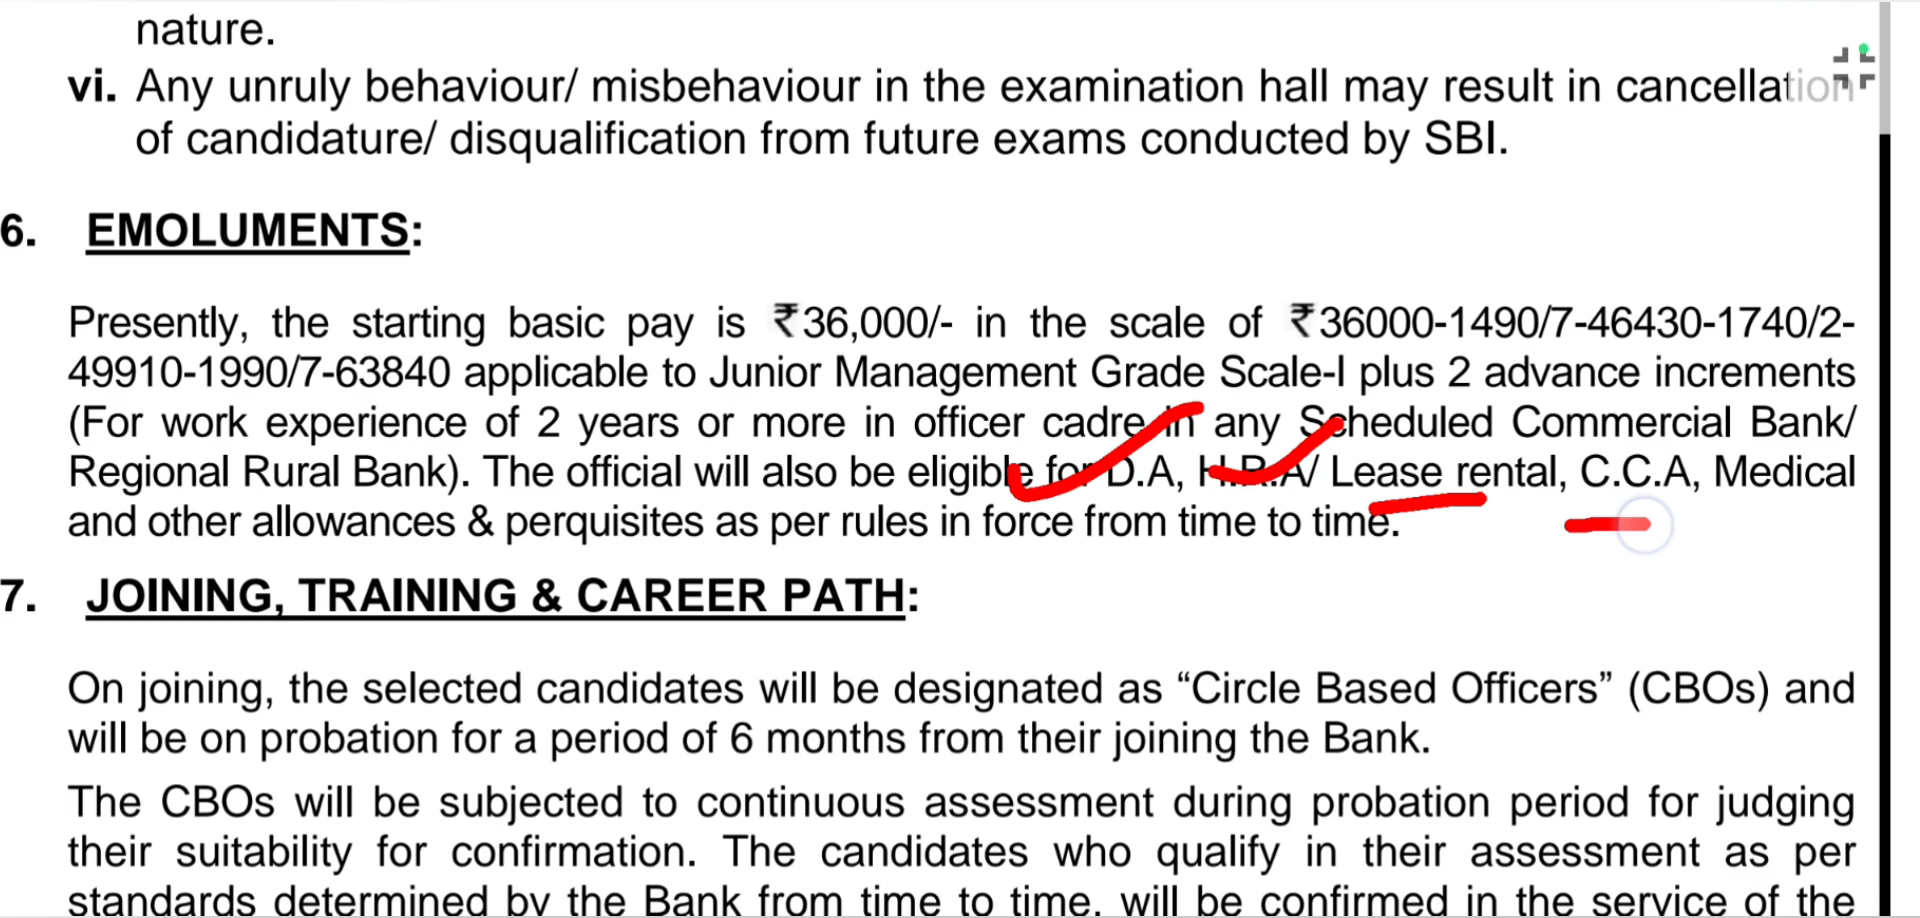 nature.
vi. Any unruly behaviour/ misbehaviour in the examination hall may result in cancellation
of candidature/ disqualification from future exams conducted by SBI.
6. EMOLUMENTS:
Presently, the starting basic pay is ₹36,000/- in the scale of ₹36000-1490/7-46430-1740/2-
49910-1990/7-63840 applicable to Junior Management Grade Scale-I plus 2 advance increments
(For work experience of 2 years or more in officer cadre in any Scheduled Commercial Bank/
Regional Rural Bank). The official will also be eligible for D.A, H.R.A/ Lease rental, C.C.A, Medical
and other allowances & perquisites as per rules in force from time to time.
7. JOINING, TRAINING & CAREER PATH:
On joining, the selected candidates will be designated as “Circle Based Officers” (CBOs) and
will be on probation for a period of 6 months from their joining the Bank.
The CBOs will be subjected to continuous assessment during probation period for judging
their suitability for confirmation. The candidates who qualify in their assessment as per
standards determined by the Bank from time to time, will be confirmed in the service of the